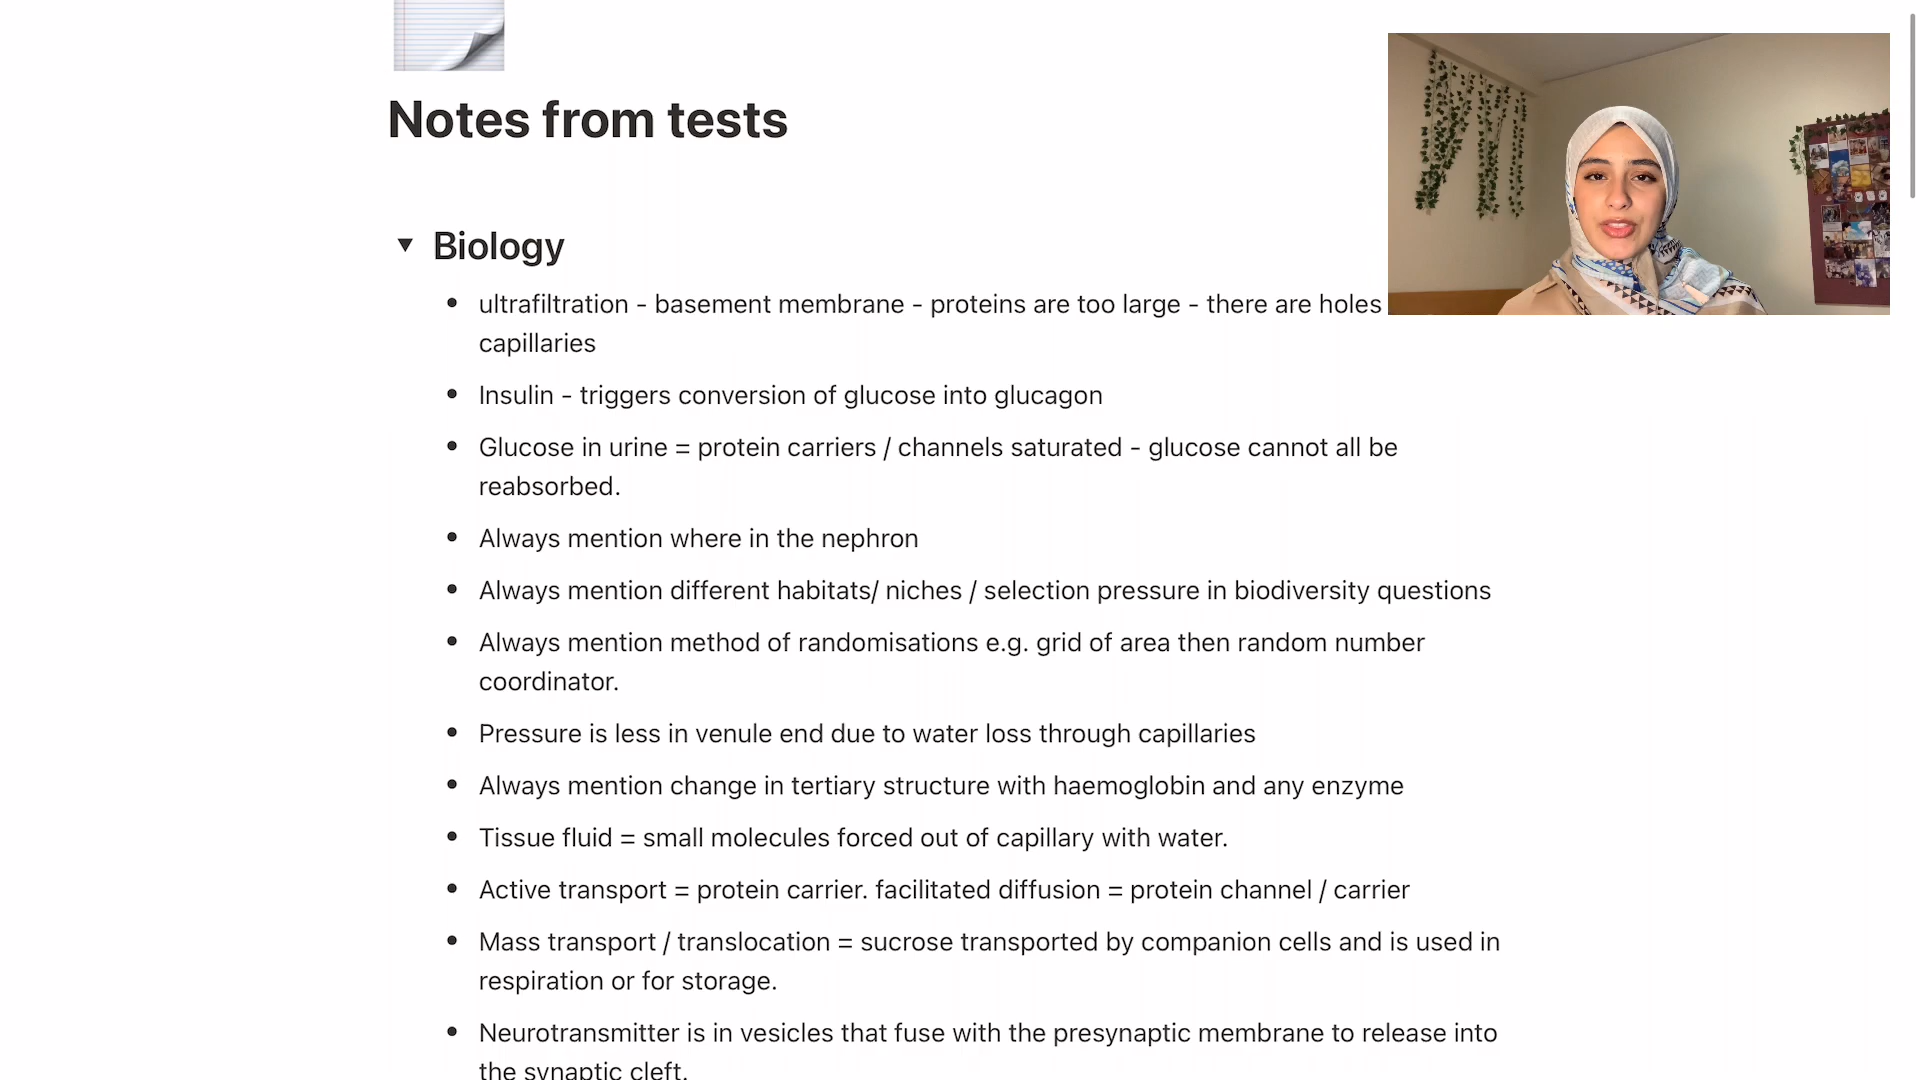 Notes from tests
Biology
ultrafiltration - basement membrane - proteins are too large - there are holes
capillaries
Insulin - triggers conversion of glucose into glucagon
Glucose in urine = protein carriers / channels saturated - glucose cannot all be
reabsorbed.
Always mention where in the nephron
Always mention different habitats/ niches / selection pressure in biodiversity questions
Always mention method of randomisations e.g. grid of area then random number
coordinator.
Pressure is less in venule end due to water loss through capillaries
Always mention change in tertiary structure with haemoglobin and any enzyme
Tissue fluid = small molecules forced out of capillary with water.
Active transport = protein carrier. facilitated diffusion = protein channel / carrier
Mass transport / translocation = sucrose transported by companion cells and is used in
respiration or for storage.
Neurotransmitter is in vesicles that fuse with the presynaptic membrane to release into
the synaptic cleft.